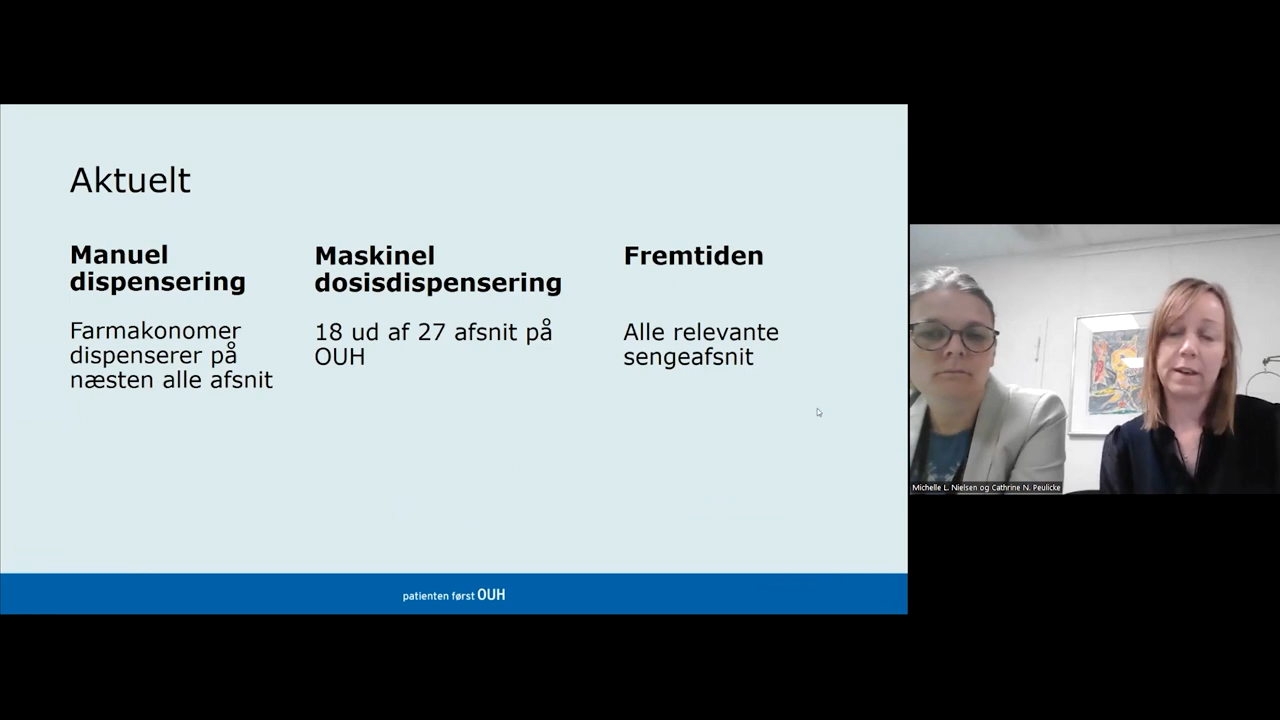 Aktuelt
Manuel
dispensering
Farmakonomer
dispenserer på
næsten alle afsnit
Maskinel
dosisdispensering
18 ud af 27 afsnit på
OUH
Fremtiden
Alle relevante
sengeafsnit
patienten først OUH
Michelle L. Nielsen og Cathrine N. Peulicke